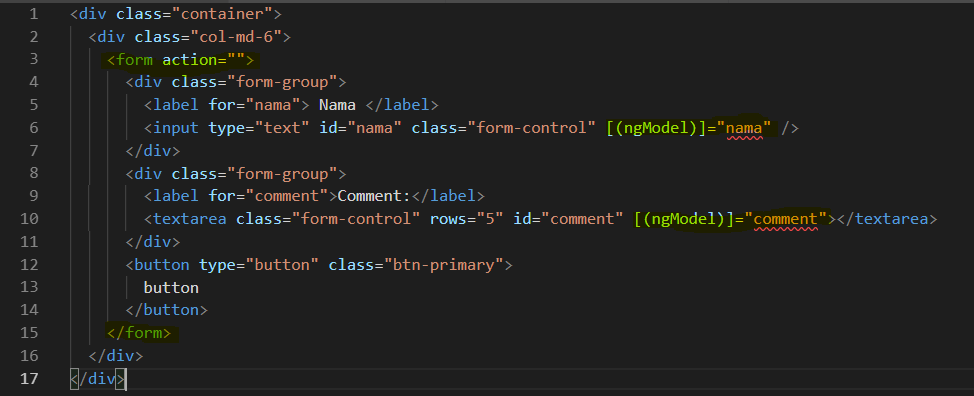 1 <div class="container">
2 <div class="col-md-6">
3 <form action="">
4 <div class="form-group">
5 <label for="nama"> Nama </label>
6 <input type="text" id="nama" class="form-control" [(ngModel)]="nama" />
7 </div>
8 <div class="form-group">
9 <label for="comment">Comment:</label>
10 <textarea class="form-control" rows="5" id="comment" [(ngModel)]="comment"></textarea>
11 </div>
12 <button type="button" class="btn-primary">
13 button
14 </button>
15 </form>
16 </div>
17 </div>